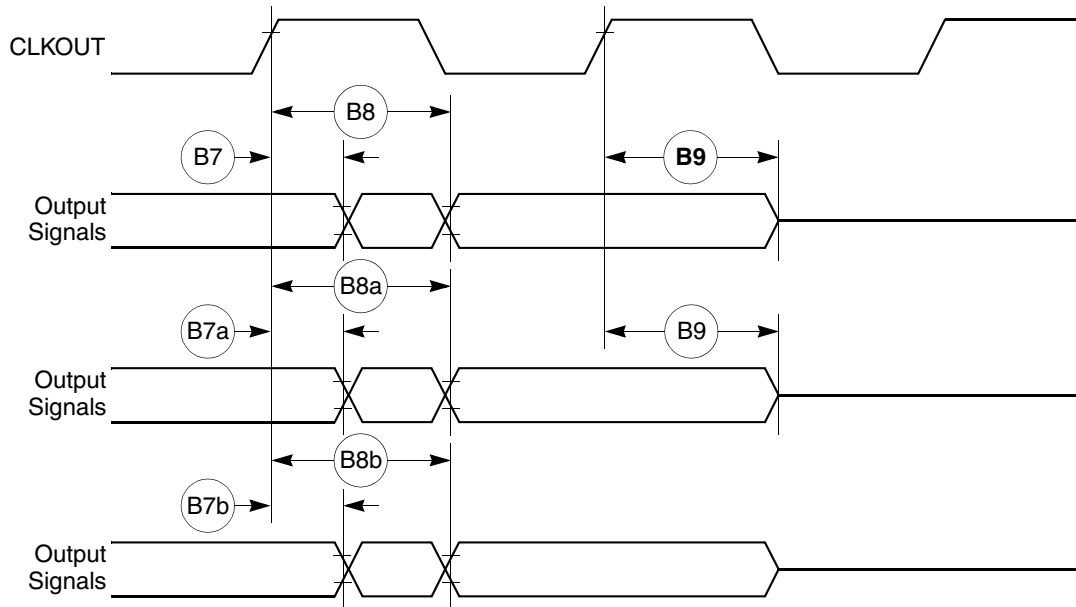 CLKOUT
B8
B7
B9
Output
Signals
B8a
B7a
B9
Output
Signals
B8b
B7b
Output
Signals